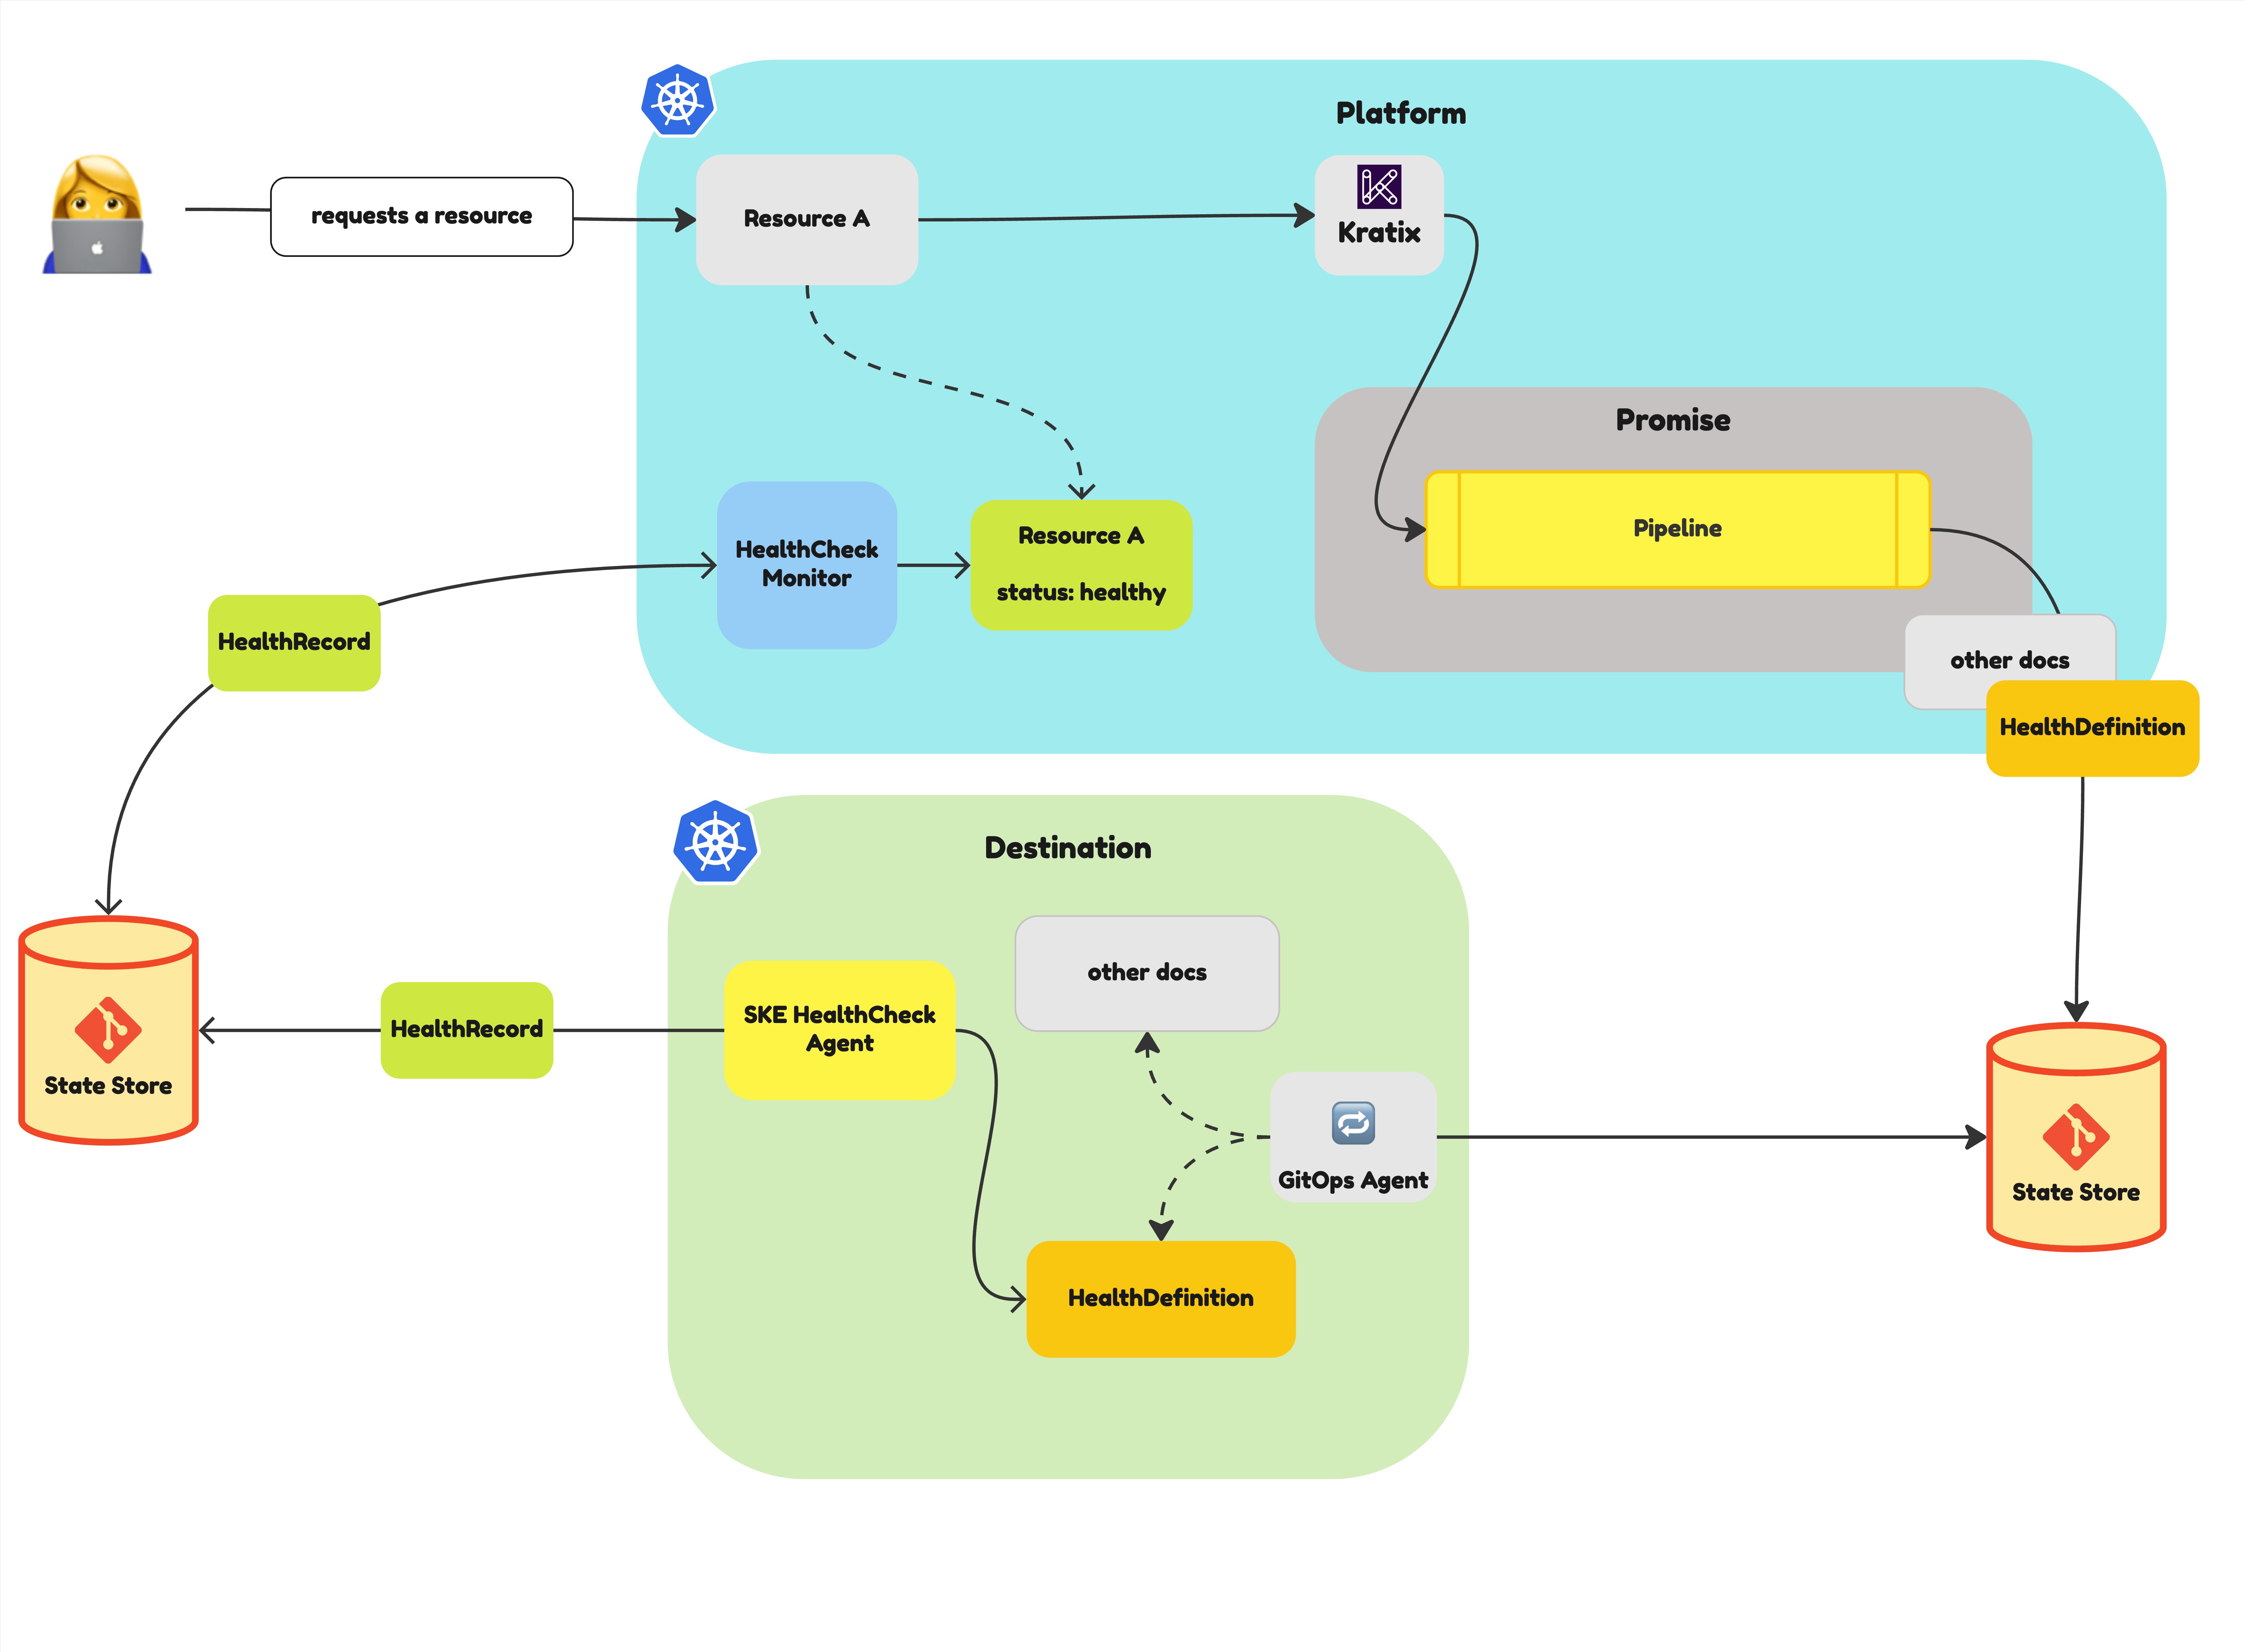 Platform
requests a resource
Resource A
Kratix
Promise
Pipeline
HealthCheck
Monitor
Resource A
status: healthy
HealthRecord
other docs
HealthDefinition
Destination
other docs
SKE HealthCheck
Agent
HealthRecord
State Store
GitOps Agent
State Store
HealthDefinition